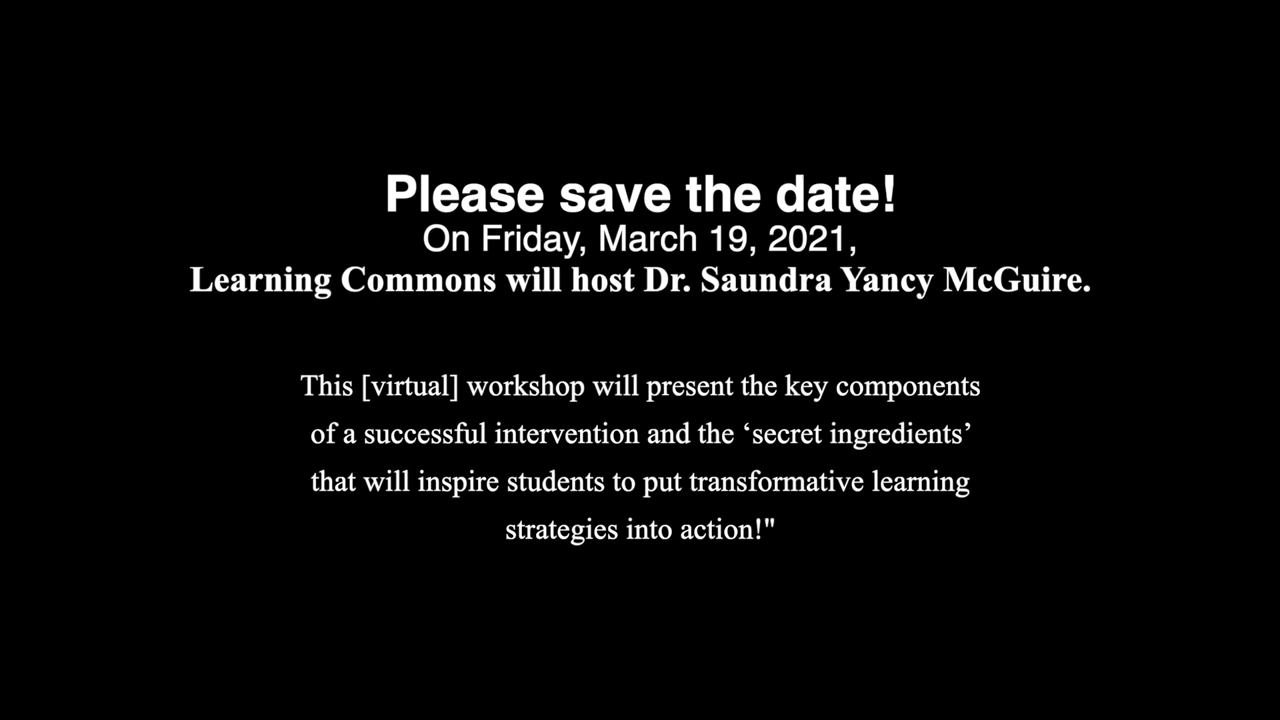 Please save the date!
On Friday, March 19, 2021,
Learning Commons will host Dr. Saundra Yancy McGuire.
This [virtual] workshop will present the key components
of a successful intervention and the ‘secret ingredients’
that will inspire students to put transformative learning
strategies into action!"